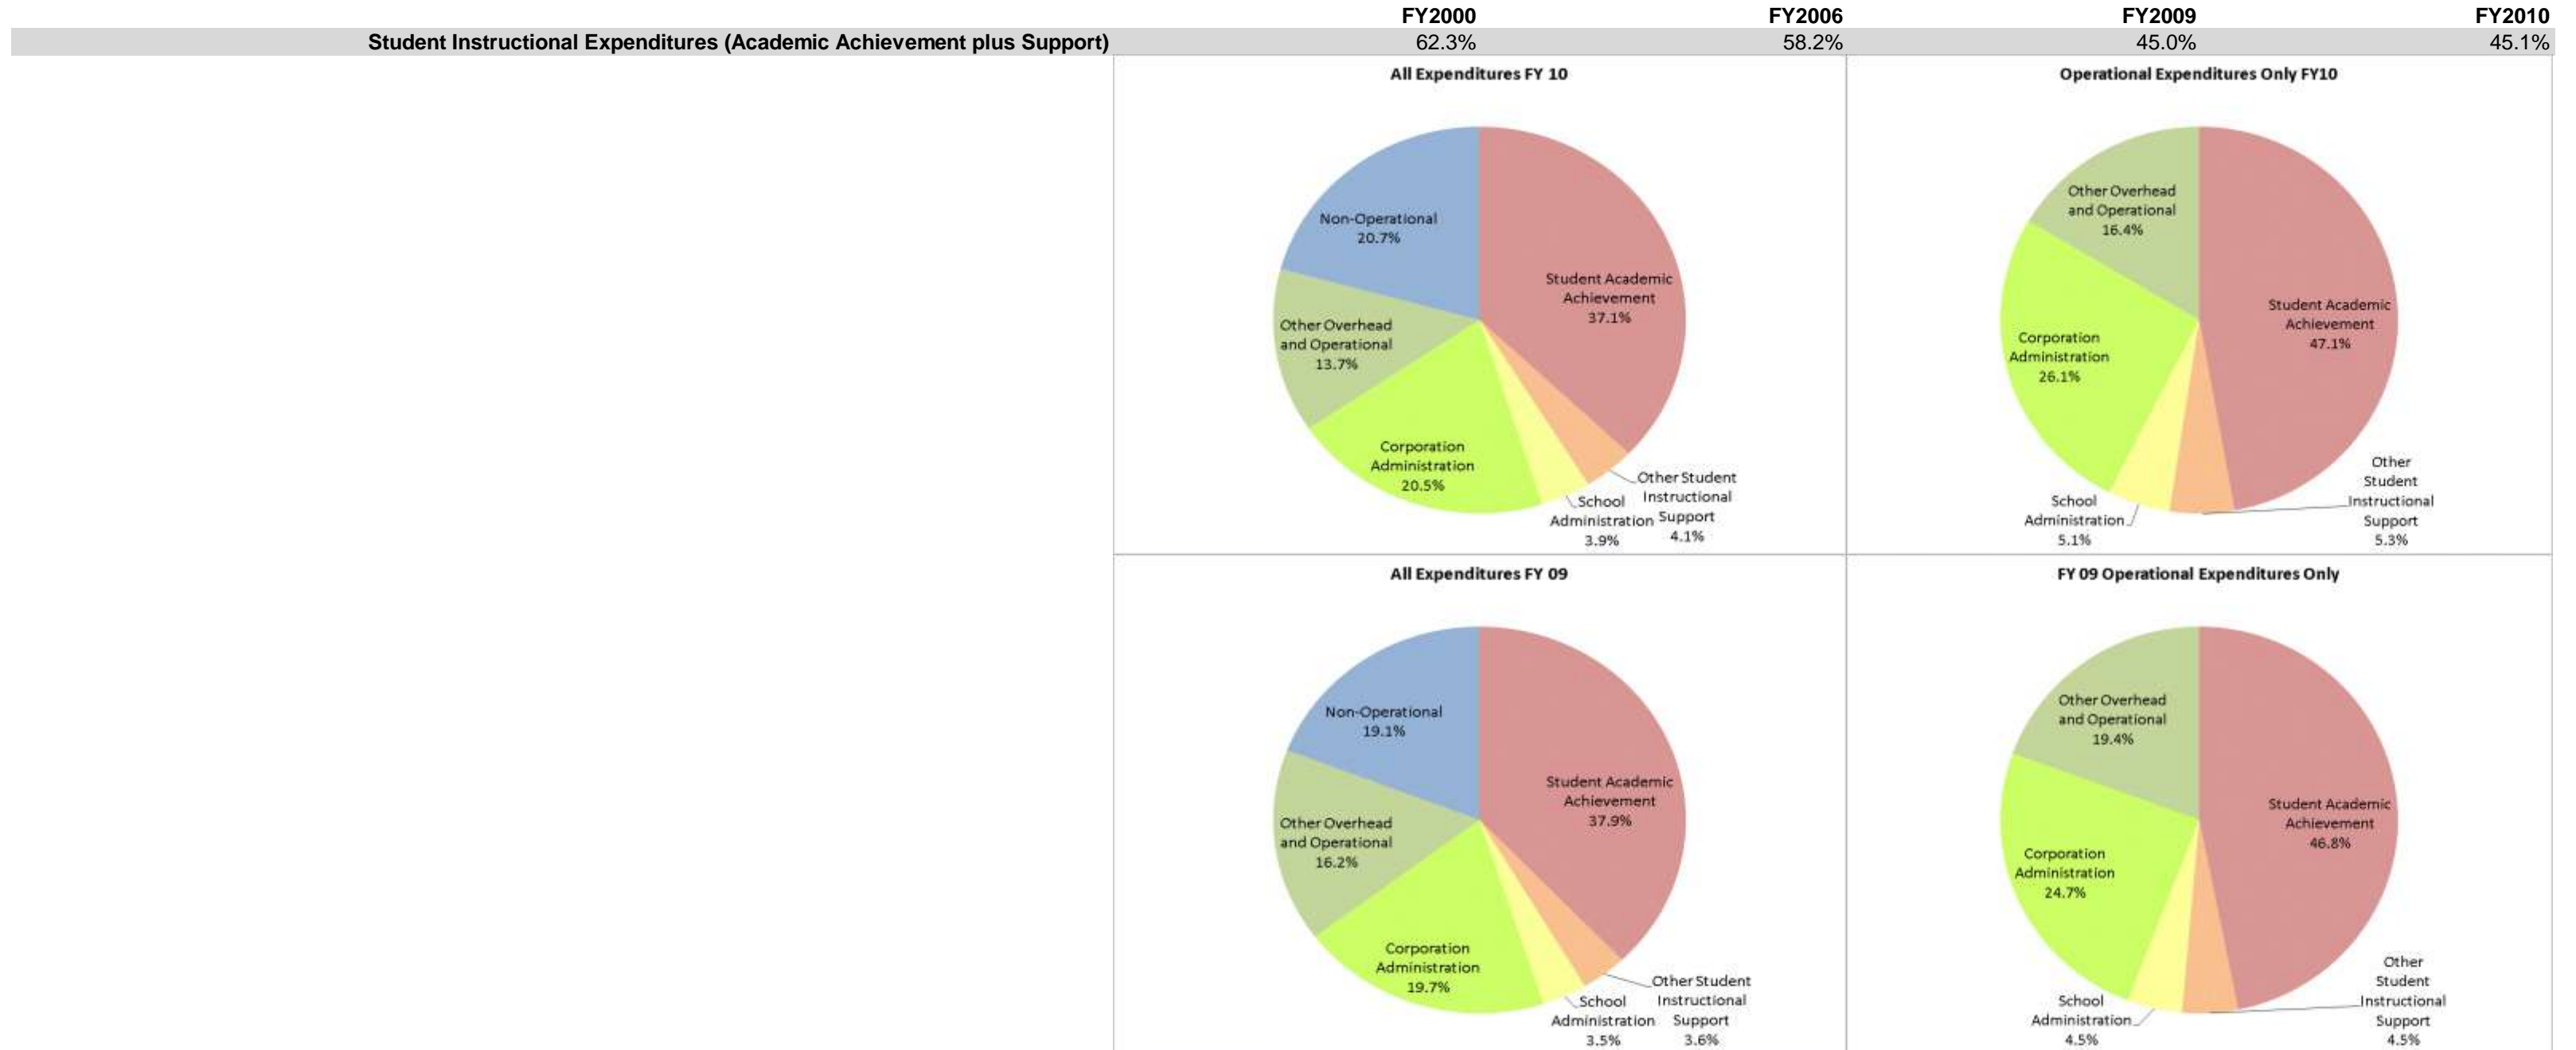 FY2000 FY2006 FY2009 FY2010
Student Instructional Expenditures (Academic Achievement plus Support) 62.3% 58.2% 45.0% 45.1%
All Expenditures FY 10
Non-Operational
20.7%
Student Academic
Achievement
37.1%
Other Overhead
and Operational
13.7%
Corporation
Administration
20.5%
School
Administration
3.9%
Other Student
Instructional
Support
4.1%
Operational Expenditures Only FY10
Other Overhead
and Operational
16.4%
Student Academic
Achievement
47.1%
Corporation
Administration
26.1%
School
Administration
5.1%
Other
Student
Instructional
Support
5.3%
All Expenditures FY 09
Non-Operational
19.1%
Student Academic
Achievement
37.9%
Other Overhead
and Operational
16.2%
Corporation
Administration
19.7%
School
Administration
3.5%
Other Student
Instructional
Support
3.6%
FY 09 Operational Expenditures Only
Other Overhead
and Operational
19.4%
Student Academic
Achievement
46.8%
Corporation
Administration
24.7%
School
Administration
4.5%
Other
Student
Instructional
Support
4.5%